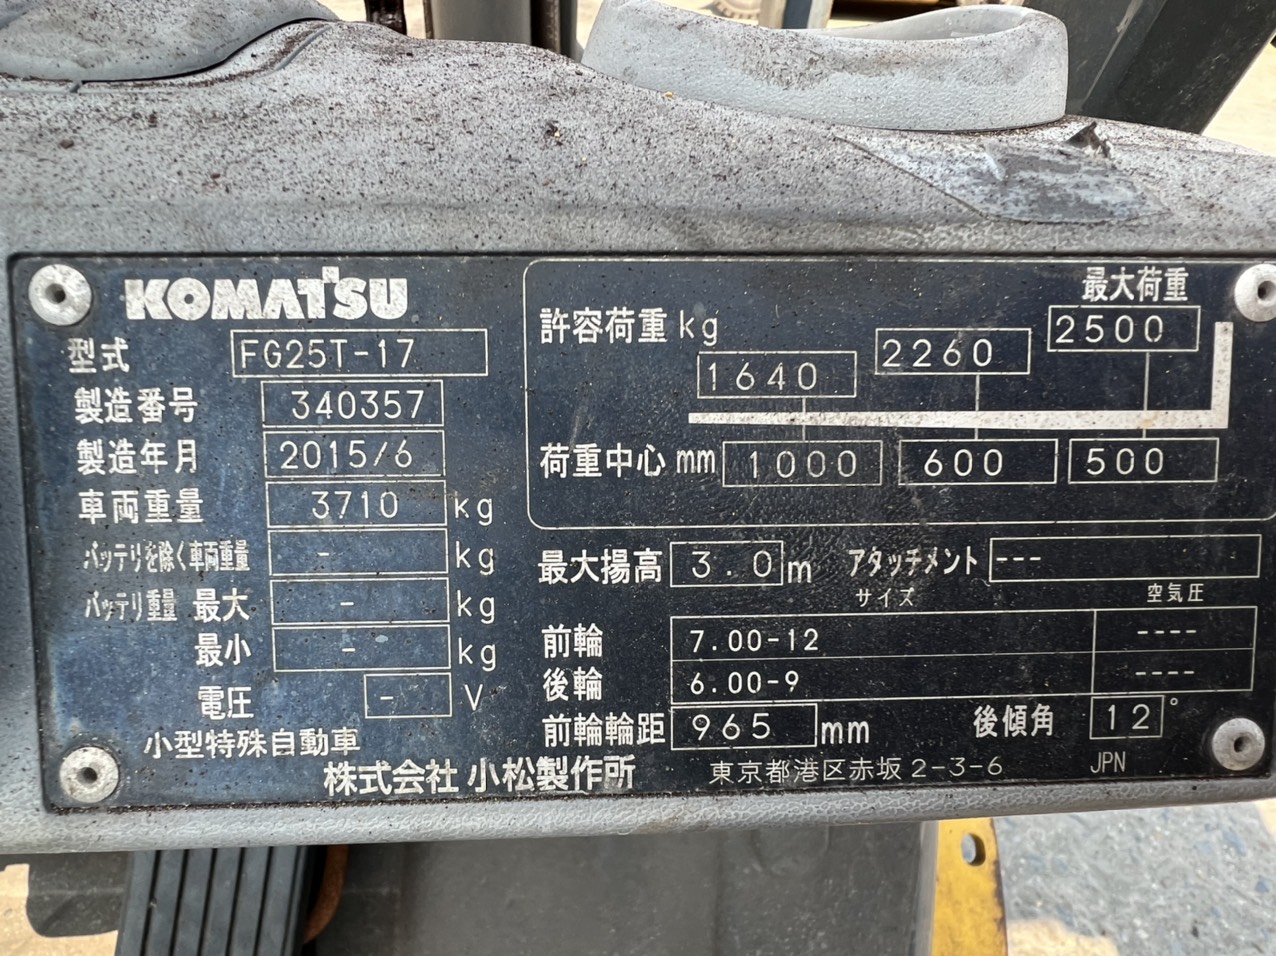 KOMATSU
型式 FG25T-17
製造番号 340357
製造年月 2015/6
車両重量 3710 kg
バッテリを除く車両重量 - kg
バッテリ重量 最大 - kg
最小 - kg
電圧 - V
小型特殊自動車
最大荷重
許容荷重 kg 1640 2260 2500
荷重中心 mm 1000 600 500
最大揚高 3.0 m アタッチメント ---
サイズ 空気圧
前輪 7.00-12 ----
後輪 6.00-9 ----
前輪輪距 965 mm 後傾角 12°
株式会社 小松製作所 東京都港区赤坂2-3-6 JPN